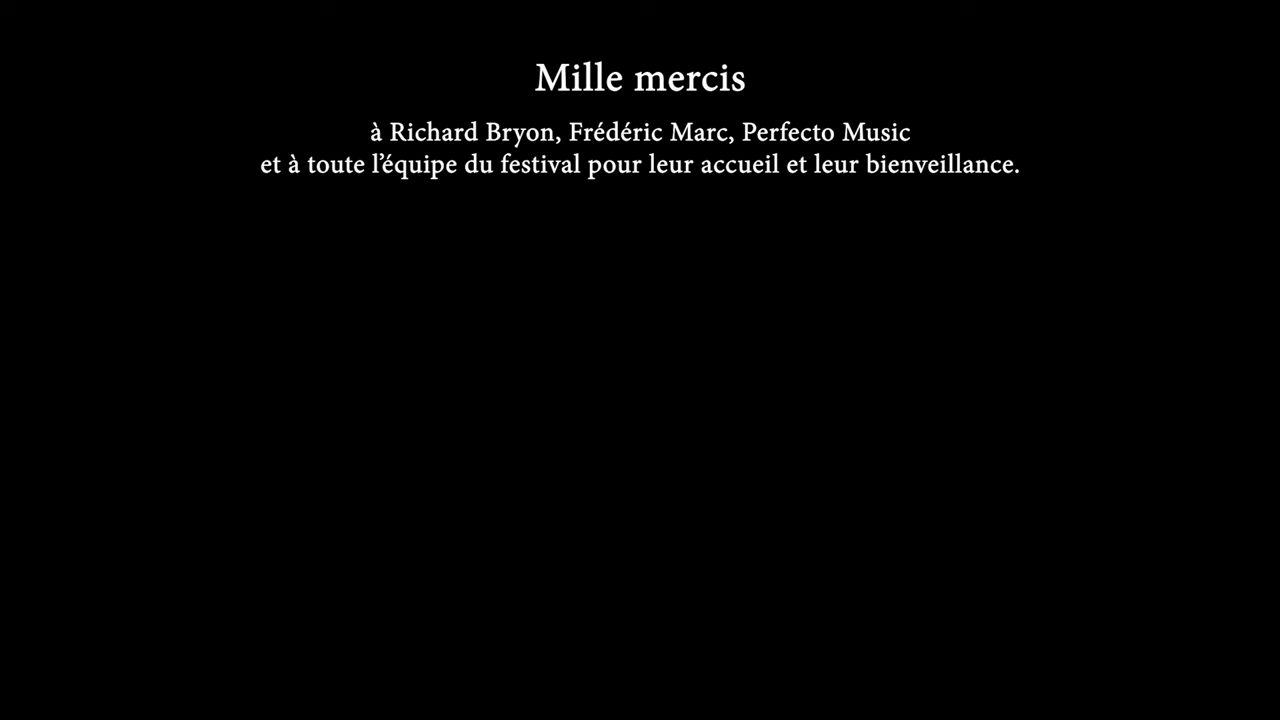 Mille mercis
à Richard Bryon, Frédéric Marc, Perfecto Music
et à toute l’équipe du festival pour leur accueil et leur bienveillance.